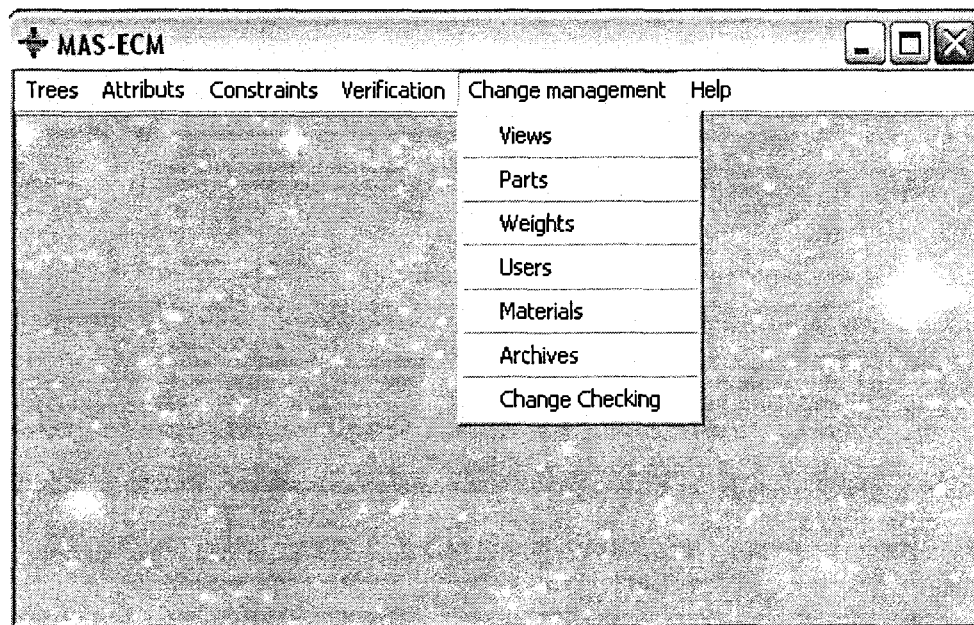 MAS-ECM
Trees Attributs Constraints Verification Change management Help
Views
Parts
Weights
Users
Materials
Archives
Change Checking